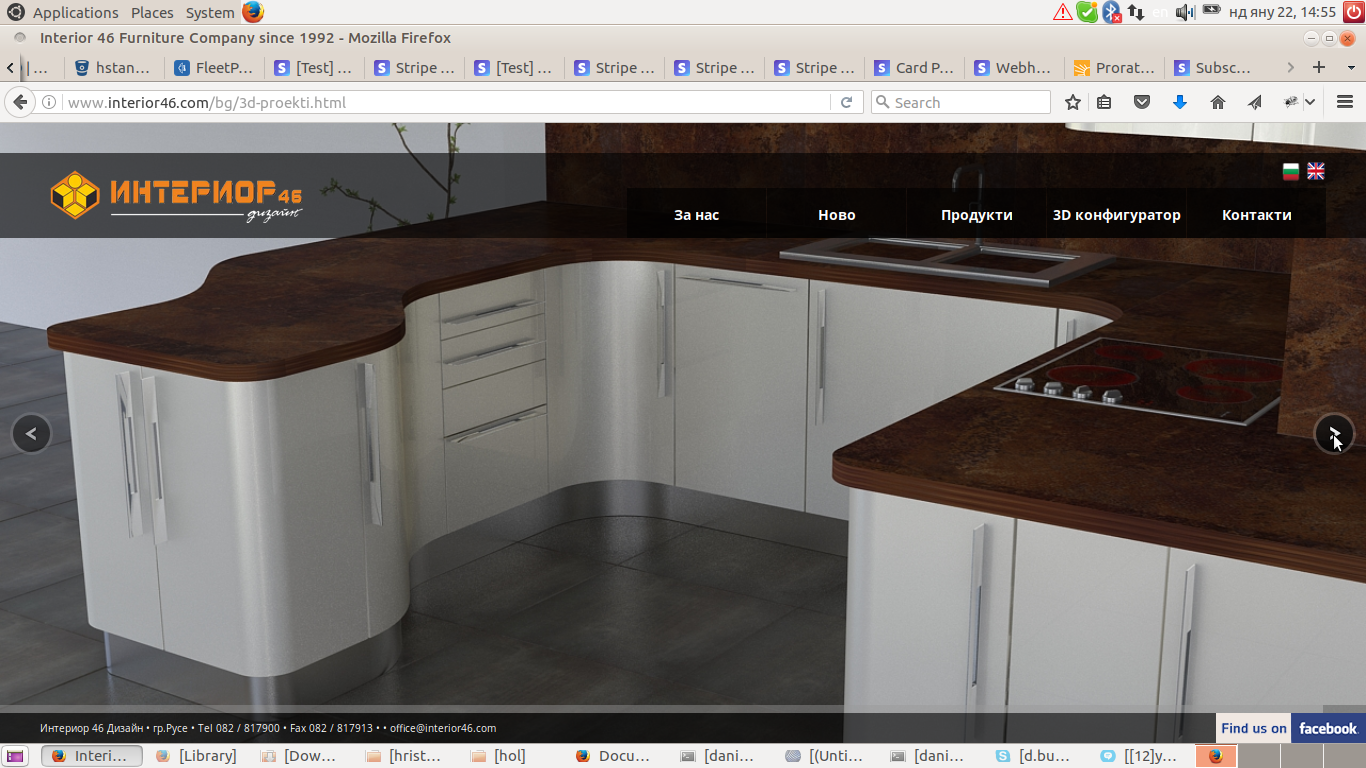 Applications Places System en нд яну 22, 14:55
Interior 46 Furniture Company since 1992 - Mozilla Firefox
| ... hstan... FleetP... [Test] ... Stripe ... [Test] ... Stripe ... Stripe ... Stripe ... Card P... Webh... Prorat... Subsc...
www.interior46.com/bg/3d-proekti.html Search
ИНТЕРИОР 46
дизайн
За нас Ново Продукти 3D конфигуратор Контакти
Интериор 46 Дизайн • гр.Русе • Tel 082 / 817900 • Fax 082 / 817913 • • office@interior46.com
Find us on facebook.
Interi... [Library] [Dow... [hrist... [hol] Docu... [dani... [(Unti... [dani... [d.bu... [[12]y...